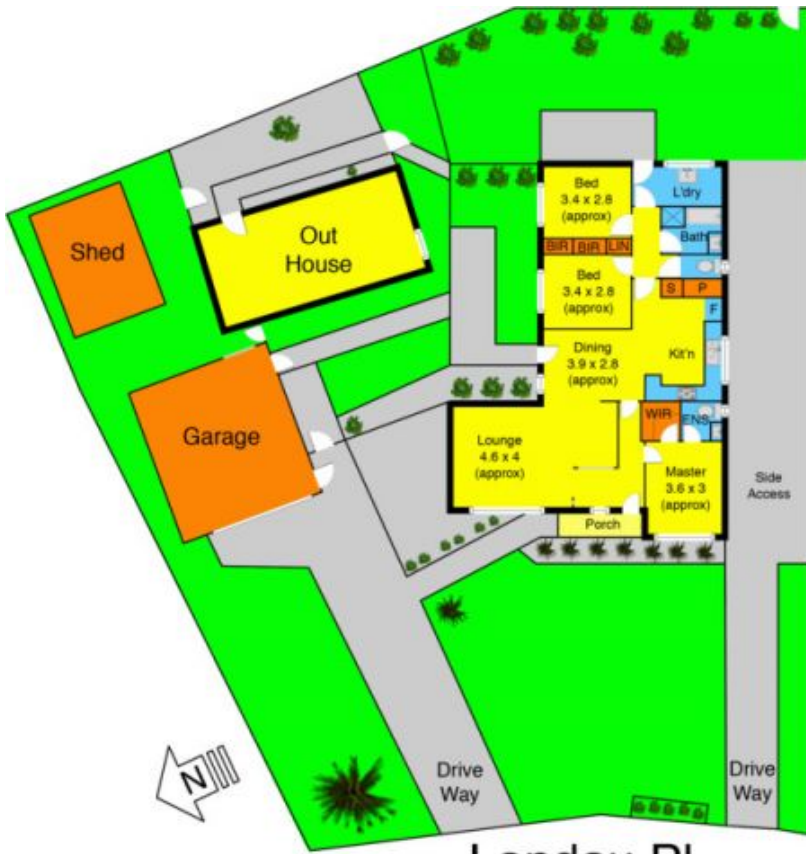 Shed
Out
House
Bed
3.4 x 2.8
(approx)
L'dry
Bath
BIR BIR LIN
Bed
3.4 x 2.8
(approx)
S P
F
Dining
3.9 x 2.8
(approx)
Kit'n
Garage
Lounge
4.6 x 4
(approx)
WIR ENS
Master
3.6 x 3
(approx)
Side
Access
Porch
N
Drive
Way
Drive
Way